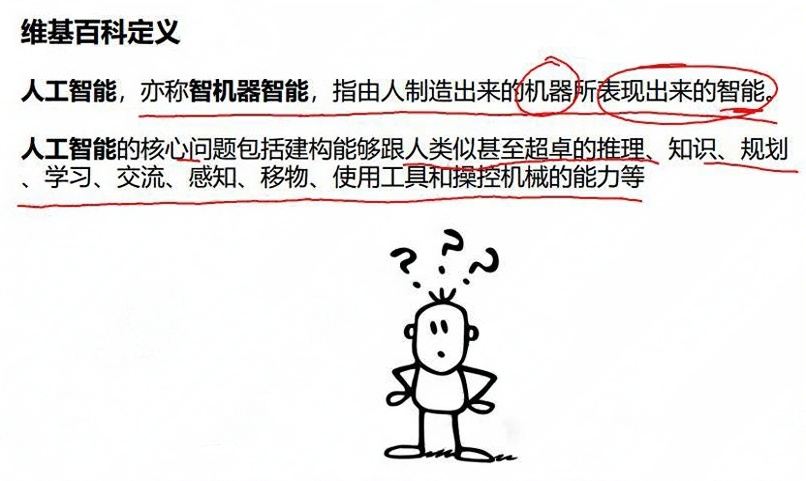 维基百科定义
人工智能，亦称智机器智能，指由人制造出来的机器所表现出来的智能。
人工智能的核心问题包括建构能够跟人类似甚至超卓的推理、知识、规划
、学习、交流、感知、移物、使用工具和操控机械的能力等
? ? ?